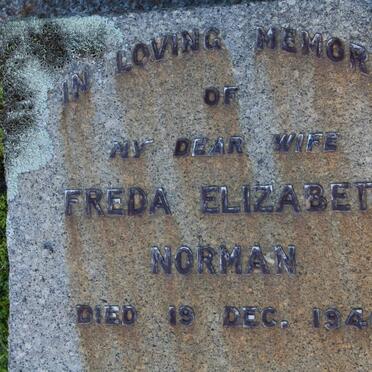 IN LOVING MEMOR
OF
MY DEAR WIFE
FREDA ELIZABET
NORMAN
DIED 19 DEC. 194